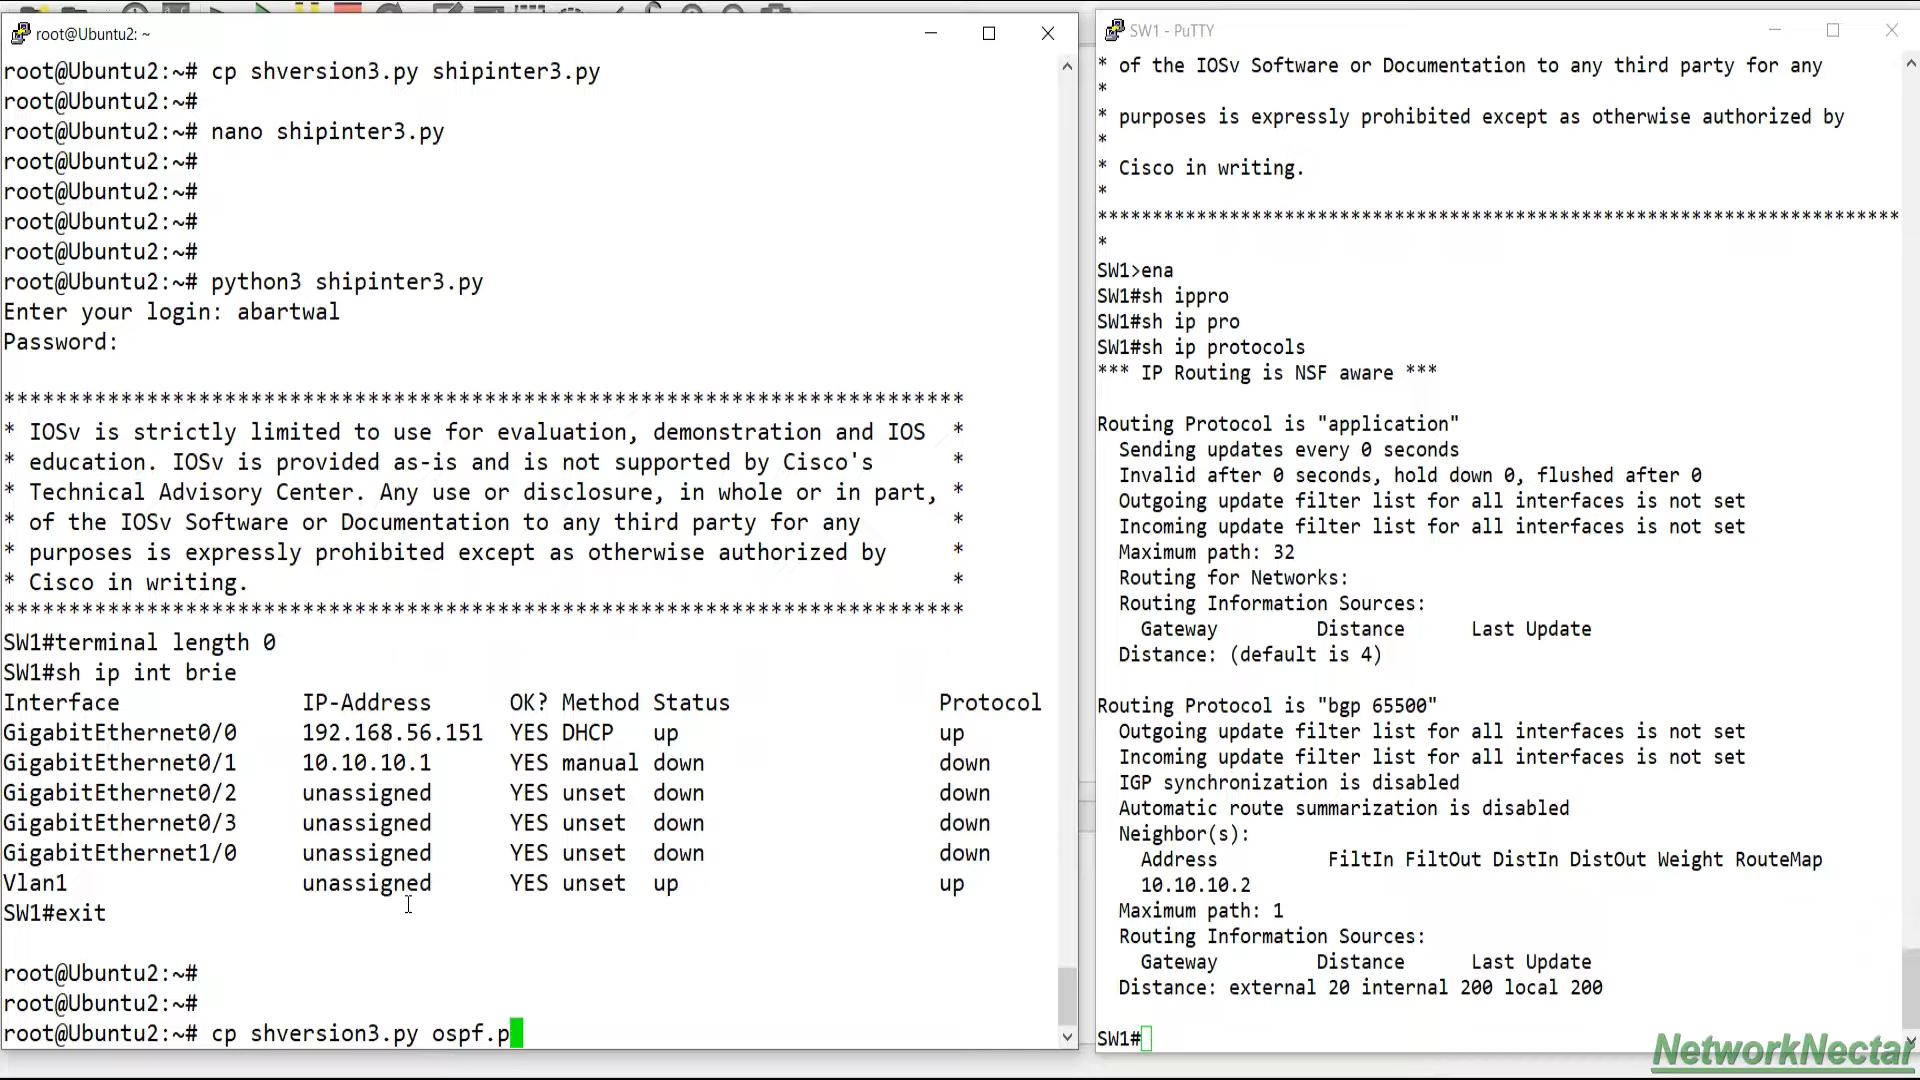 root@Ubuntu2: ~
root@Ubuntu2:~# cp shversion3.py shipinter3.py
root@Ubuntu2:~#
root@Ubuntu2:~# nano shipinter3.py
root@Ubuntu2:~#
root@Ubuntu2:~#
root@Ubuntu2:~#
root@Ubuntu2:~#
root@Ubuntu2:~# python3 shipinter3.py
Enter your login: abartwal
Password:
**************************************************************************
* IOSv is strictly limited to use for evaluation, demonstration and IOS  *
* education. IOSv is provided as-is and is not supported by Cisco's      *
* Technical Advisory Center. Any use or disclosure, in whole or in part, *
* of the IOSv Software or Documentation to any third party for any       *
* purposes is expressly prohibited except as otherwise authorized by     *
* Cisco in writing.                                                      *
**************************************************************************
SW1#terminal length 0
SW1#sh ip int brie
Interface              IP-Address      OK? Method Status                Protocol
GigabitEthernet0/0     192.168.56.151  YES DHCP   up                    up
GigabitEthernet0/1     10.10.10.1      YES manual down                  down
GigabitEthernet0/2     unassigned      YES unset  down                  down
GigabitEthernet0/3     unassigned      YES unset  down                  down
GigabitEthernet1/0     unassigned      YES unset  down                  down
Vlan1                  unassigned      YES unset  up                    up
SW1#exit
root@Ubuntu2:~#
root@Ubuntu2:~#
root@Ubuntu2:~# cp shversion3.py ospf.p
SW1 - PuTTY
* of the IOSv Software or Documentation to any third party for any
*
* purposes is expressly prohibited except as otherwise authorized by
*
* Cisco in writing.
*
**************************************************************************
*
SW1>ena
SW1#sh ippro
SW1#sh ip pro
SW1#sh ip protocols
*** IP Routing is NSF aware ***
Routing Protocol is "application"
Sending updates every 0 seconds
Invalid after 0 seconds, hold down 0, flushed after 0
Outgoing update filter list for all interfaces is not set
Incoming update filter list for all interfaces is not set
Maximum path: 32
Routing for Networks:
Routing Information Sources:
Gateway         Distance      Last Update
Distance: (default is 4)
Routing Protocol is "bgp 65500"
Outgoing update filter list for all interfaces is not set
Incoming update filter list for all interfaces is not set
IGP synchronization is disabled
Automatic route summarization is disabled
Neighbor(s):
Address          FiltIn FiltOut DistIn DistOut Weight RouteMap
10.10.10.2
Maximum path: 1
Routing Information Sources:
Gateway         Distance      Last Update
Distance: external 20 internal 200 local 200
SW1#
NetworkNectar